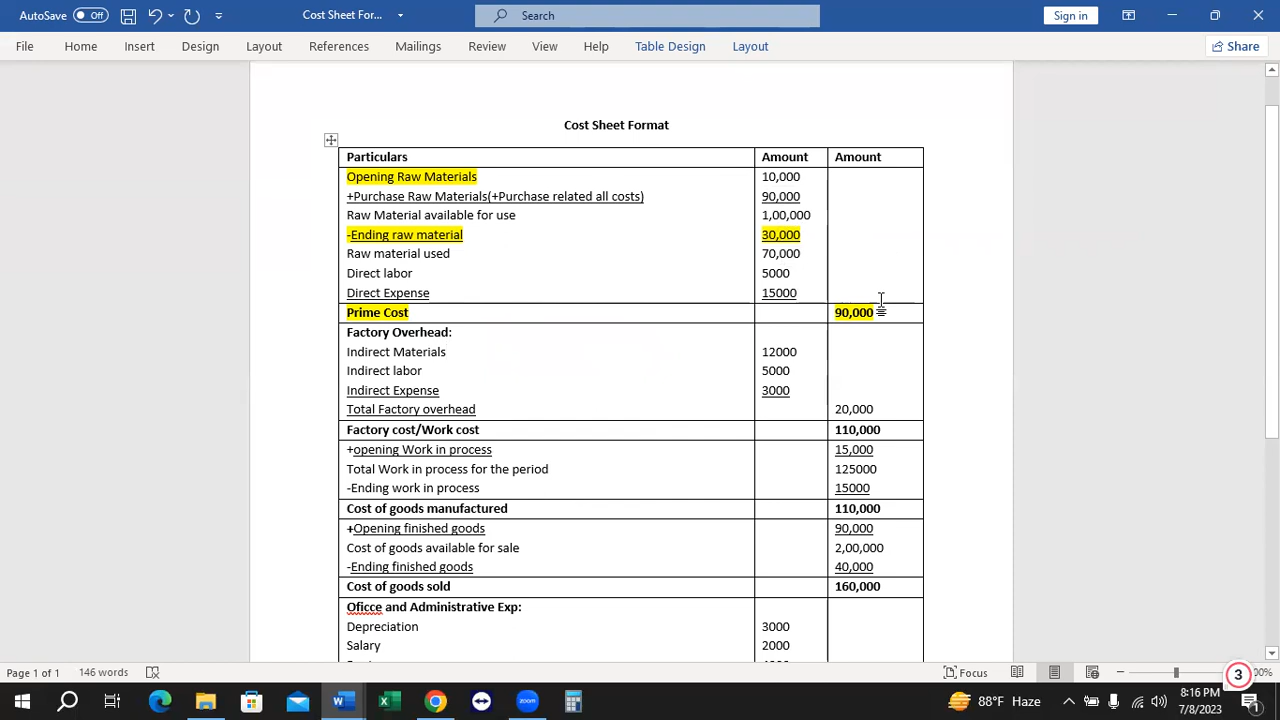 AutoSave Off Cost Sheet For... Search Sign in
File Home Insert Design Layout References Mailings Review View Help Table Design Layout Share
Cost Sheet Format
Particulars Amount Amount
Opening Raw Materials 10,000
+Purchase Raw Materials(+Purchase related all costs) 90,000
Raw Material available for use 1,00,000
-Ending raw material 30,000
Raw material used 70,000
Direct labor 5000
Direct Expense 15000
Prime Cost 90,000
Factory Overhead:
Indirect Materials 12000
Indirect labor 5000
Indirect Expense 3000
Total Factory overhead 20,000
Factory cost/Work cost 110,000
+opening Work in process 15,000
Total Work in process for the period 125000
-Ending work in process 15000
Cost of goods manufactured 110,000
+Opening finished goods 90,000
Cost of goods available for sale 2,00,000
-Ending finished goods 40,000
Cost of goods sold 160,000
Oficce and Administrative Exp:
Depreciation 3000
Salary 2000
Page 1 of 1 146 words Focus 3
88°F Haze 8:16 PM
7/8/2023 1